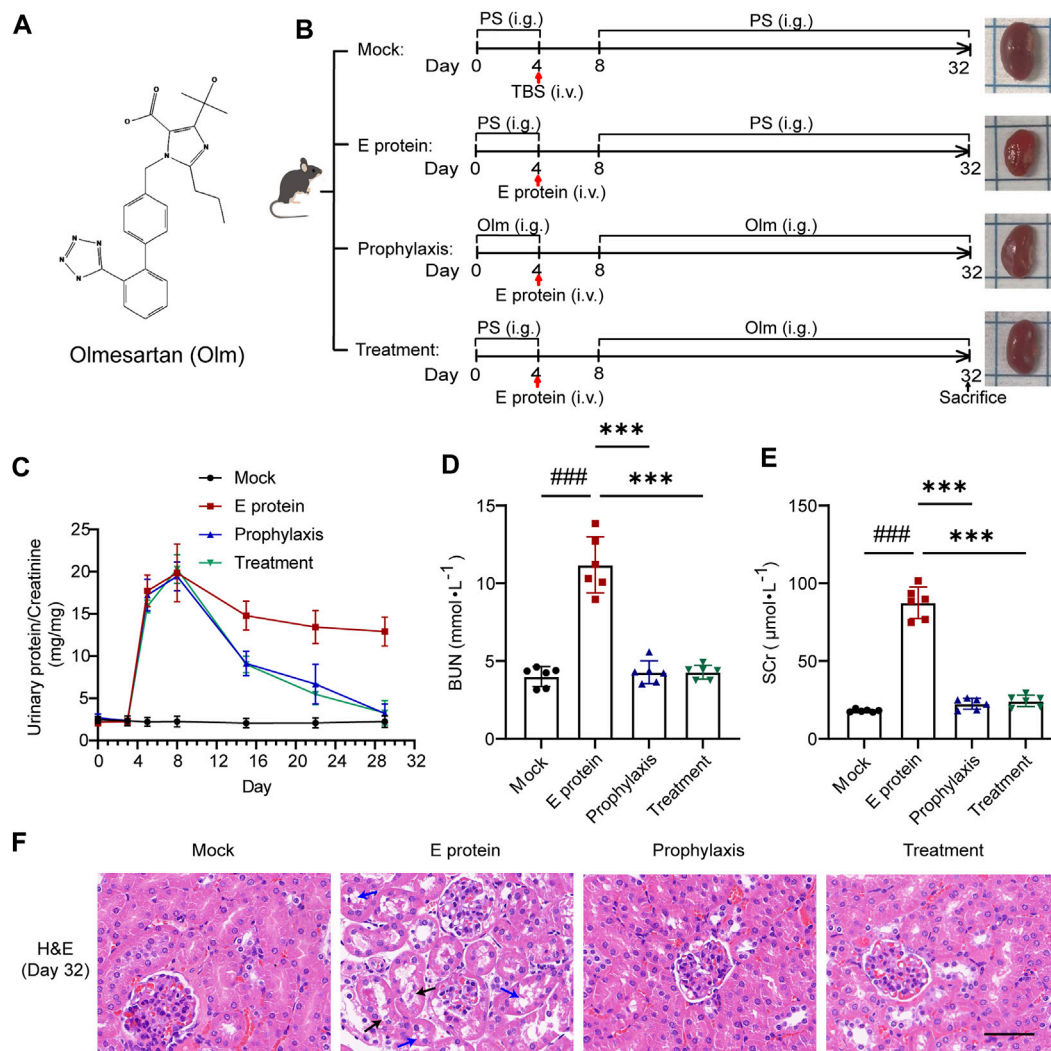 A
O
O
O
N
N
N
N
N
N
Olmesartan (Olm)
B
Mock:
PS (i.g.)
PS (i.g.)
Day
0
4
8
32
TBS (i.v.)
E protein:
PS (i.g.)
PS (i.g.)
Day
0
4
8
32
E protein (i.v.)
Prophylaxis:
Olm (i.g.)
Olm (i.g.)
Day
0
4
8
32
E protein (i.v.)
Treatment:
PS (i.g.)
Olm (i.g.)
Day
0
4
8
32
E protein (i.v.)
Sacrifice
C
Mock
E protein
Prophylaxis
Treatment
Urinary protein/Creatinine
(mg/mg)
25
20
15
10
5
0
0 4 8 12 16 20 24 28 32
Day
D
***
### ***
BUN (mmol•L⁻¹)
15
10
5
0
Mock
E protein
Prophylaxis
Treatment
E
***
### ***
SCr ( μmol•L⁻¹)
150
100
50
0
Mock
E protein
Prophylaxis
Treatment
F
Mock E protein Prophylaxis Treatment
H&E
(Day 32)